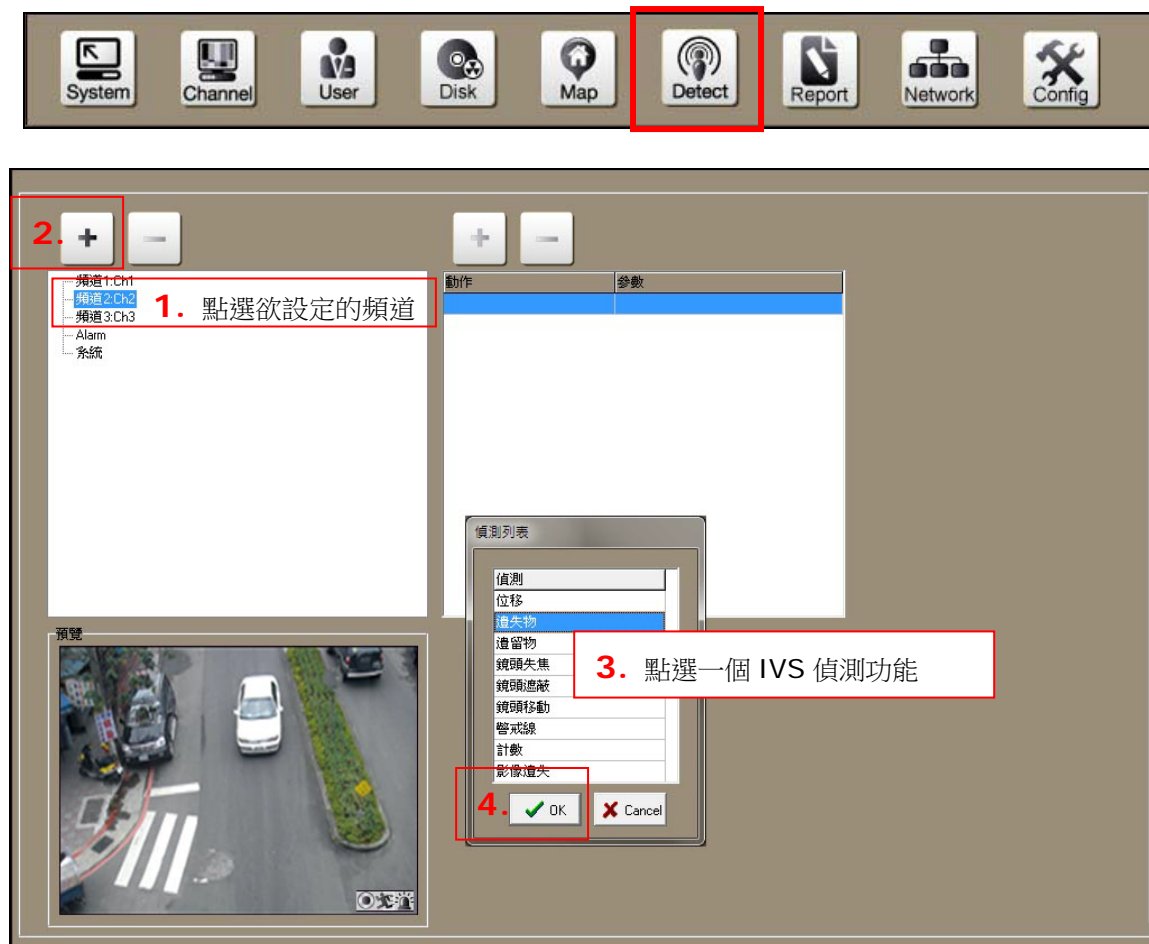 System Channel User Disk Map Detect Report Network Config
2.
頻道1:Ch1
頻道2:Ch2
頻道3:Ch3
Alarm
系統
1. 點選欲設定的頻道
動作 參數
偵測列表
偵測
位移
遺失物
遺留物
鏡頭失焦
鏡頭遮蔽
鏡頭移動
警戒線
計數
影像遺失
3. 點選一個 IVS 偵測功能
4. OK Cancel
預覽